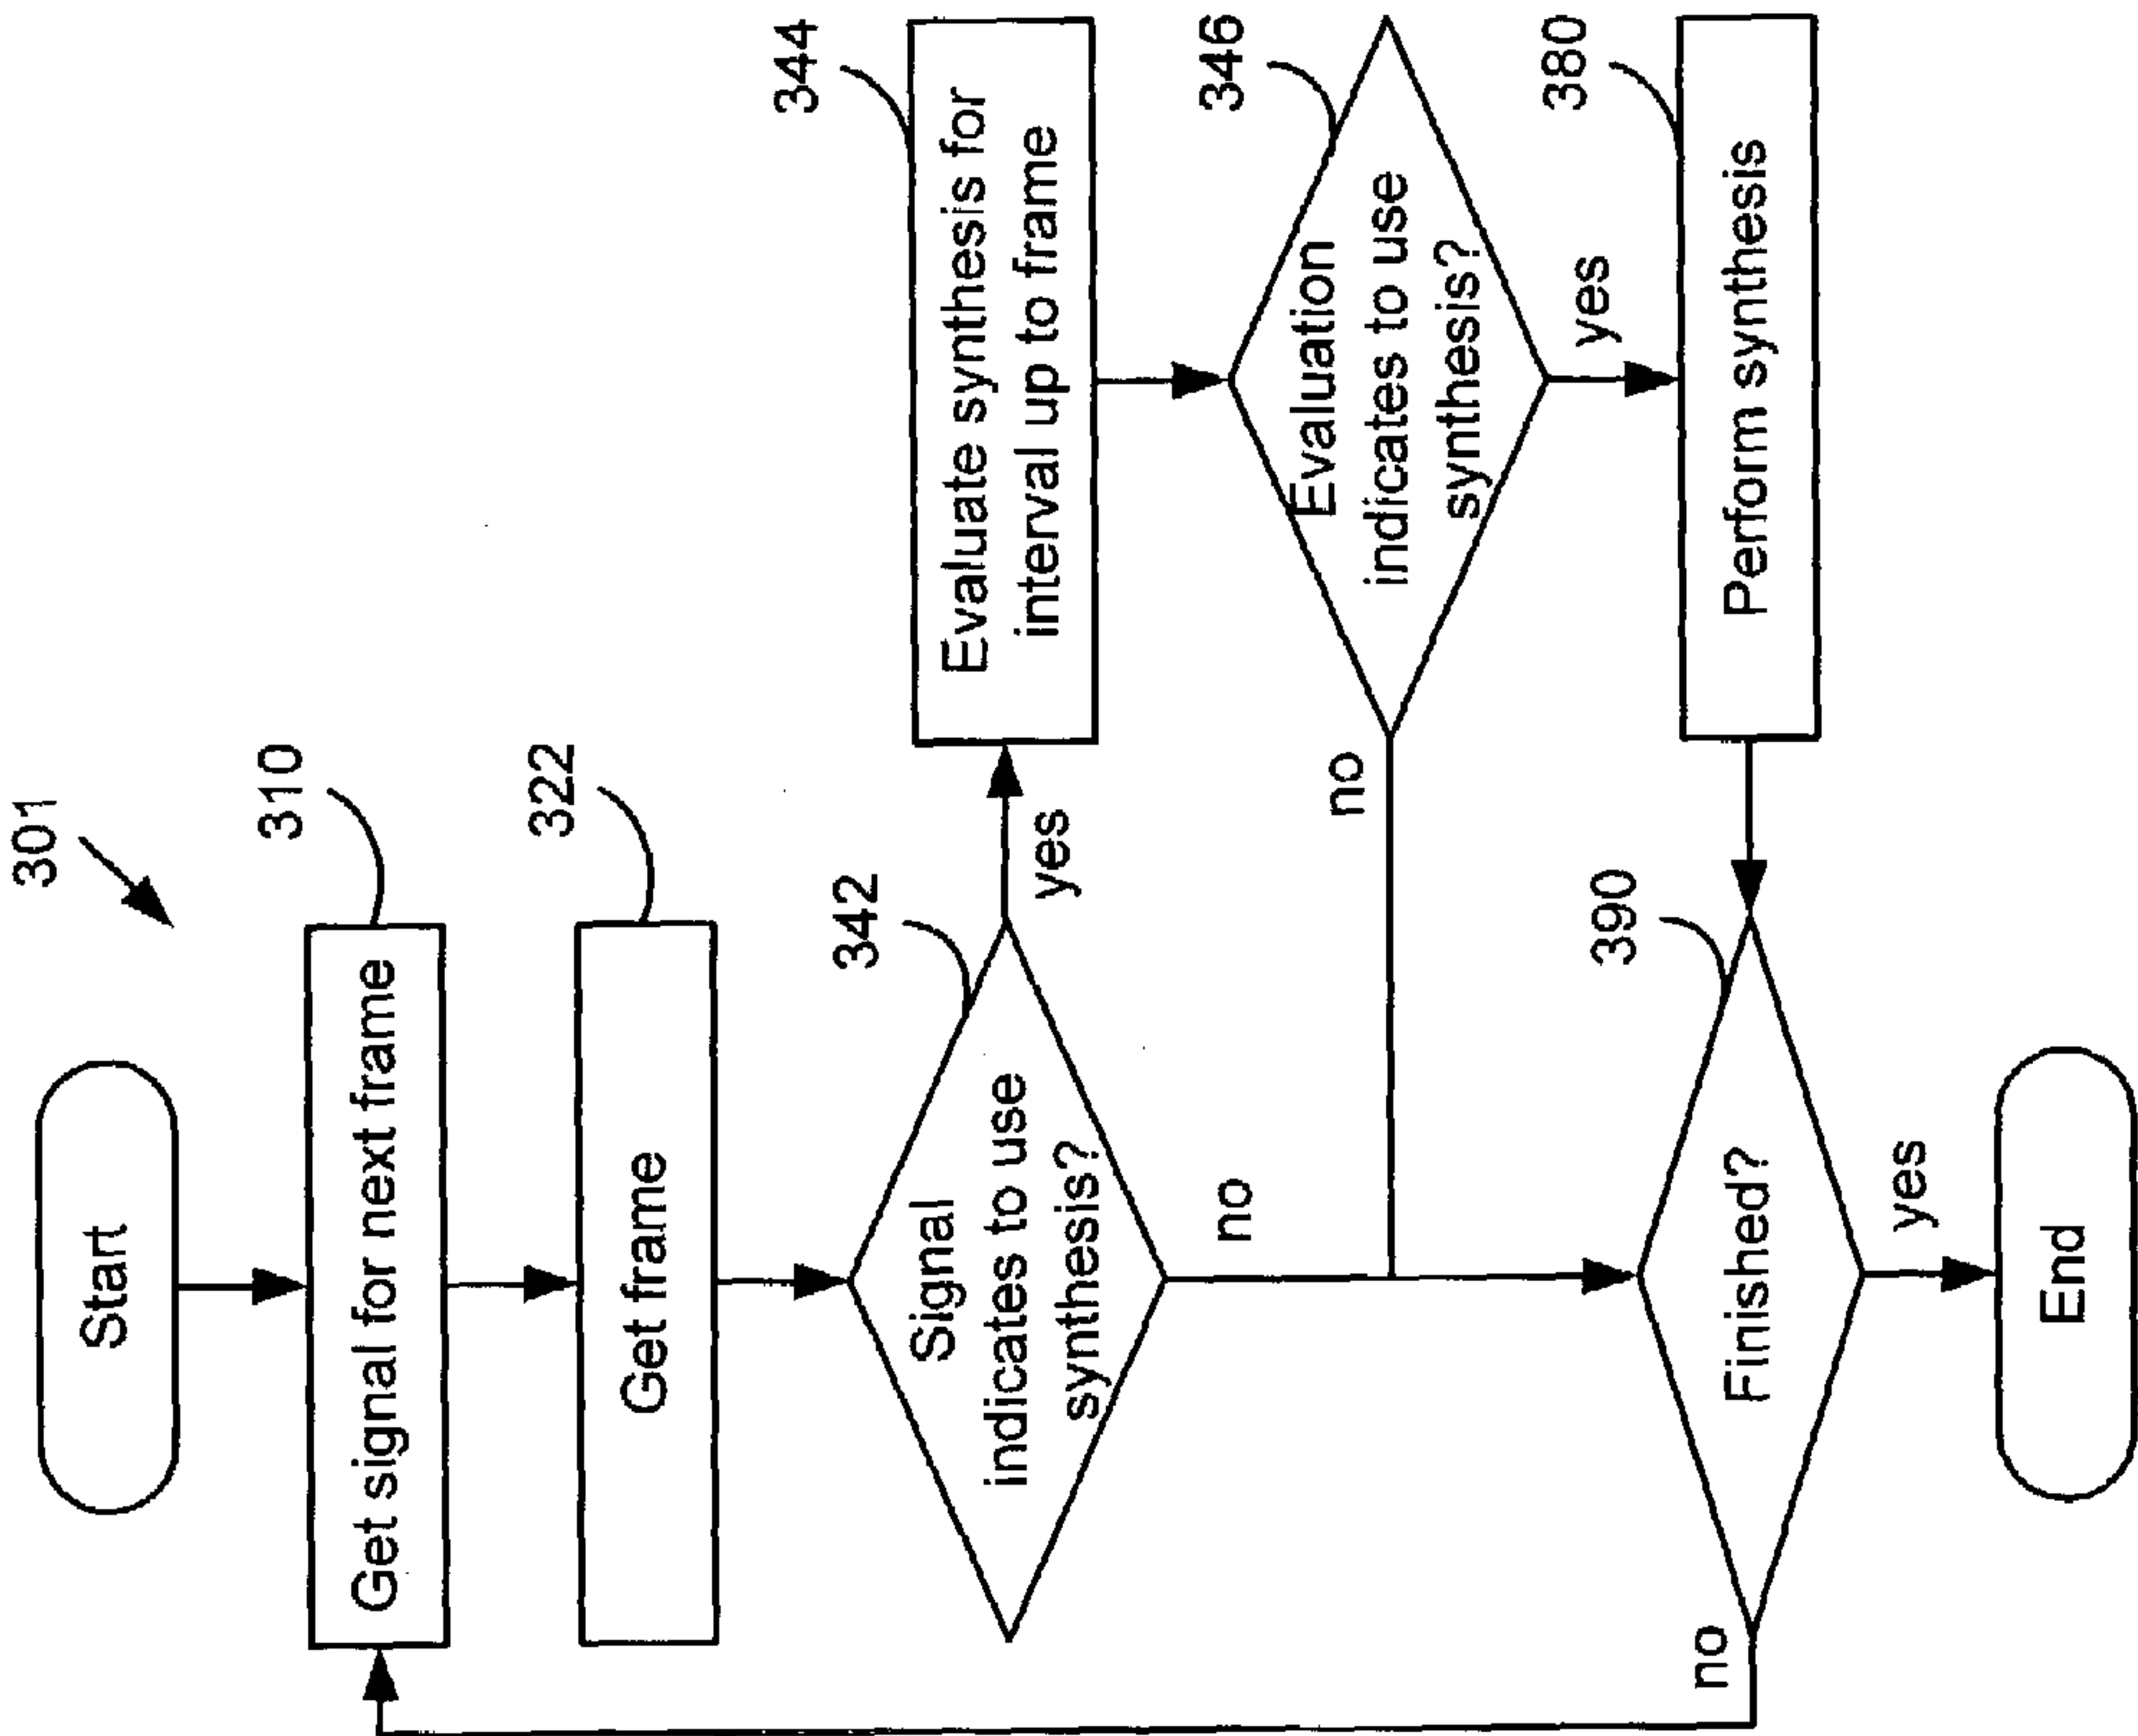 301
Start
310
Get signal for next frame
322
Get frame
342
Signal
indicates to use
synthesis?
yes
no
344
Evaluate synthesis for
interval up to frame
346
Evaluation
indicates to use
synthesis?
no
yes
380
Perform synthesis
390
Finished?
no
yes
End